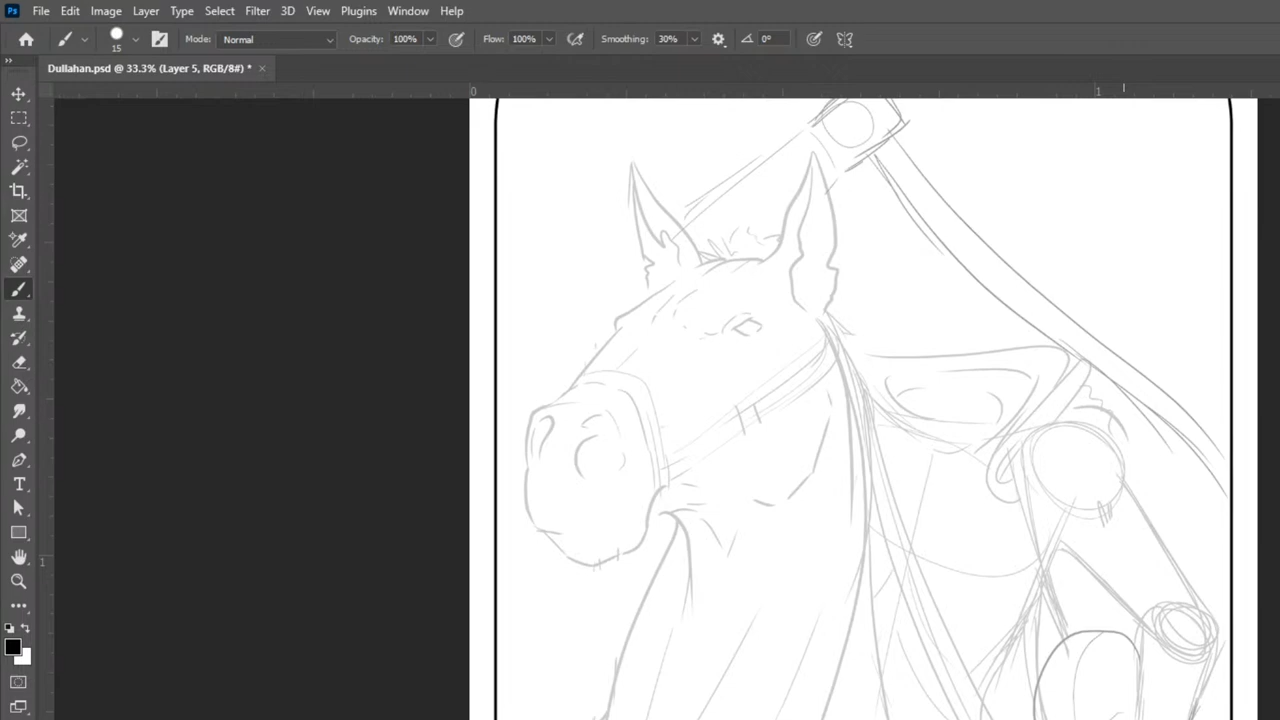 Ps File Edit Image Layer Type Select Filter 3D View Plugins Window Help
15 Mode: Normal Opacity: 100% Flow: 100% Smoothing: 30% 0°
Dullahan.psd @ 33.3% (Layer 5, RGB/8#) * ×
0 1
T
1